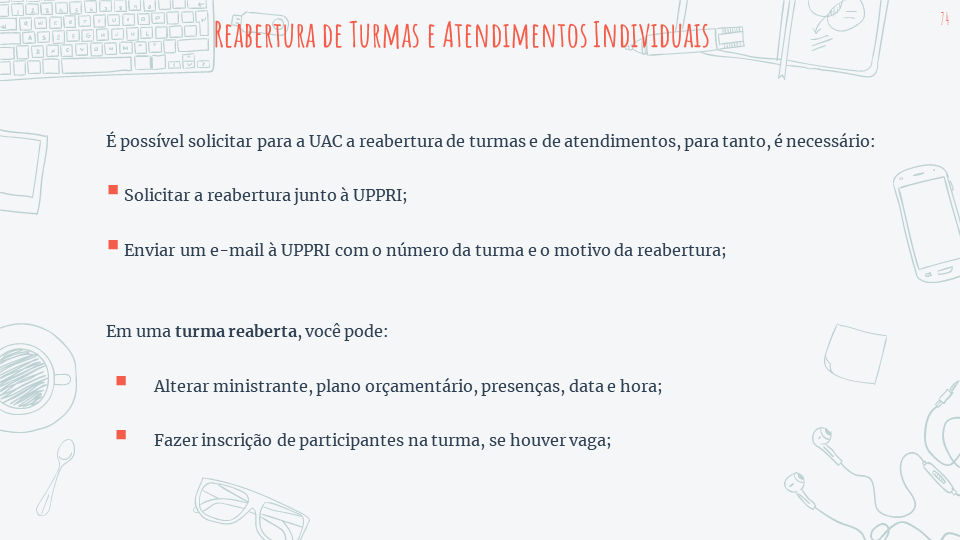 Reabertura de Turmas e Atendimentos Individuais
74
É possível solicitar para a UAC a reabertura de turmas e de atendimentos, para tanto, é necessário:
Solicitar a reabertura junto à UPPRI;
Enviar um e-mail à UPPRI com o número da turma e o motivo da reabertura;
Em uma turma reaberta, você pode:
Alterar ministrante, plano orçamentário, presenças, data e hora;
Fazer inscrição de participantes na turma, se houver vaga;